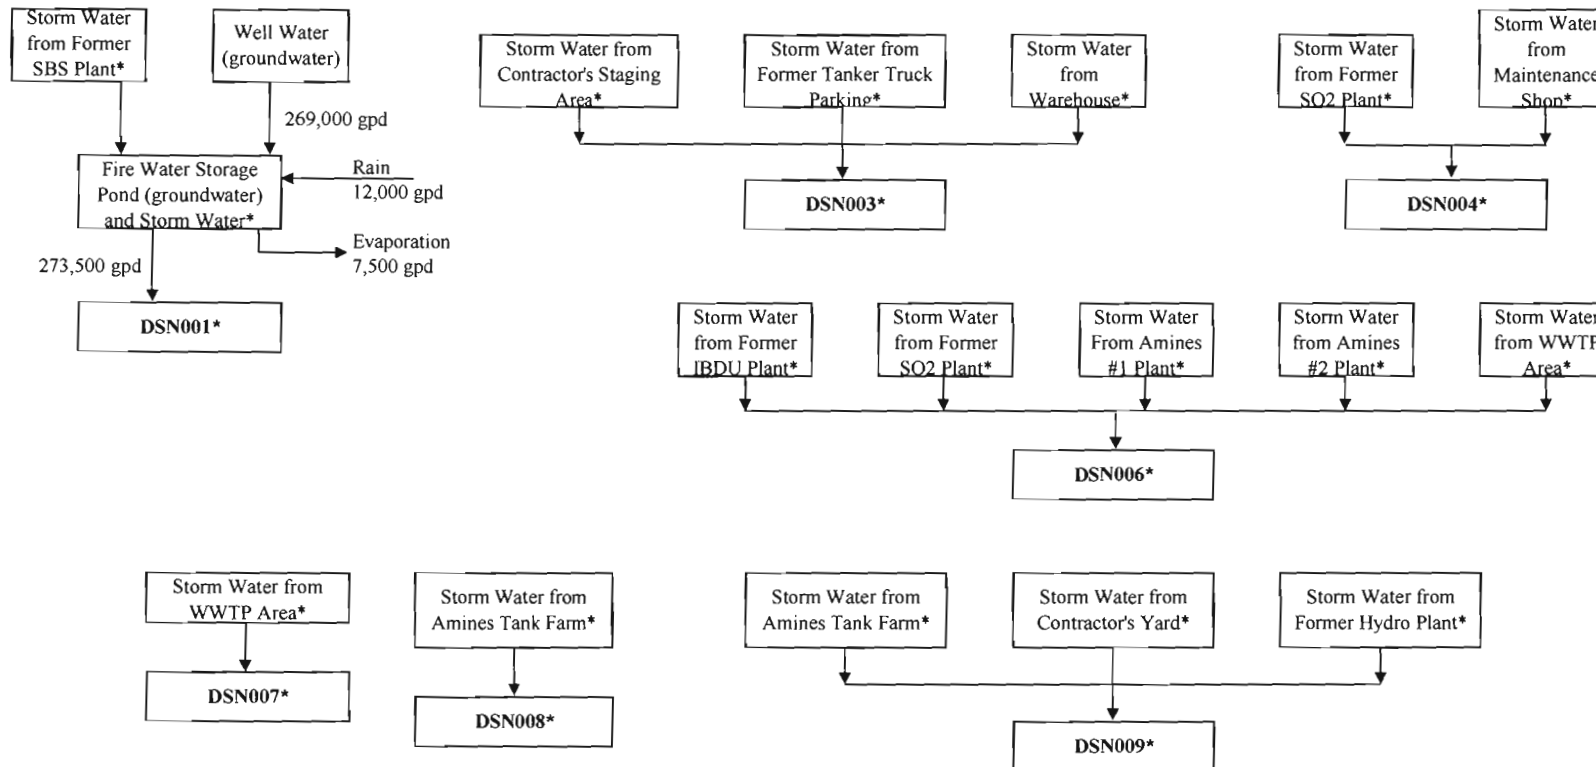 Storm Water
from Former
SBS Plant*
Well Water
(groundwater)
269,000 gpd
Fire Water Storage
Pond (groundwater)
and Storm Water*
Rain
12,000 gpd
Evaporation
7,500 gpd
273,500 gpd
DSN001*
Storm Water from
Contractor's Staging
Area*
Storm Water from
Former Tanker Truck
Parking*
Storm Water
from
Warehouse*
DSN003*
Storm Water
from Former
SO2 Plant*
Storm Water
from
Maintenance
Shop*
DSN004*
Storm Water
from Former
IBDU Plant*
Storm Water
from Former
SO2 Plant*
Storm Water
From Amines
#1 Plant*
Storm Water
from Amines
#2 Plant*
Storm Water
from WWTP
Area*
DSN006*
Storm Water from
WWTP Area*
DSN007*
Storm Water from
Amines Tank Farm*
DSN008*
Storm Water from
Amines Tank Farm*
Storm Water from
Contractor's Yard*
Storm Water from
Former Hydro Plant*
DSN009*